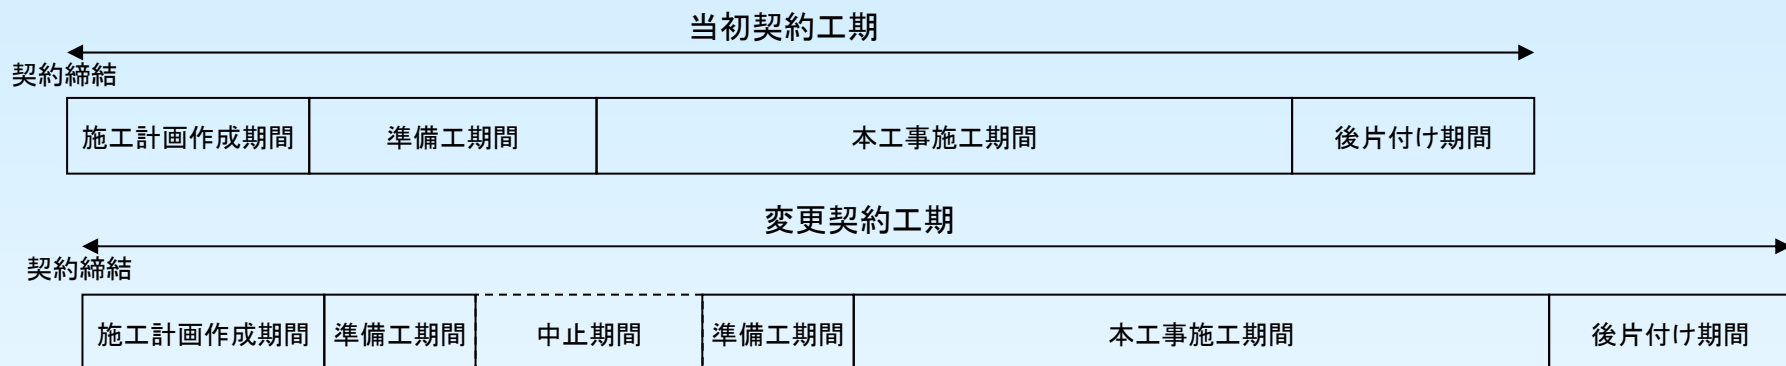 当初契約工期
契約締結
施工計画作成期間 準備工期間 本工事施工期間 後片付け期間
変更契約工期
契約締結
施工計画作成期間 準備工期間 中止期間 準備工期間 本工事施工期間 後片付け期間